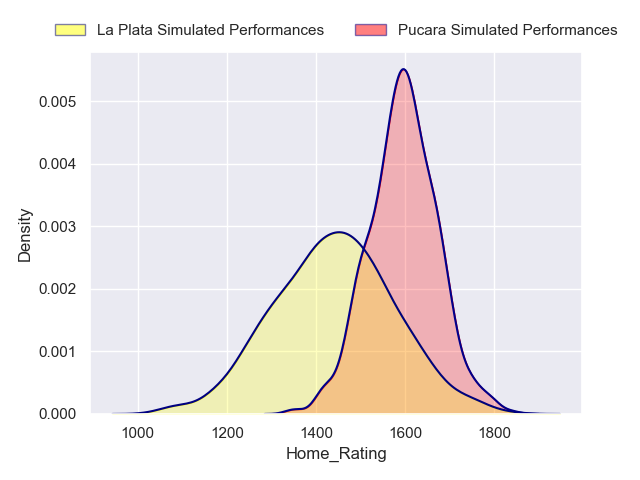 La Plata Simulated Performances Pucara Simulated Performances
0.005
0.004
0.003
0.002
0.001
0.000
Density
1000 1200 1400 1600 1800
Home_Rating